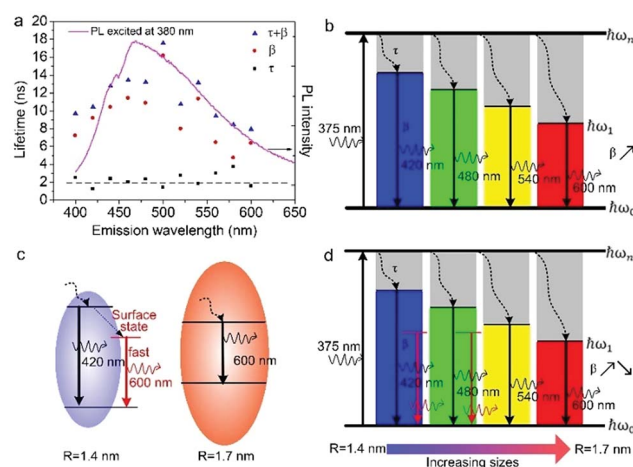 a
PL excited at 380 nm
τ+β
β
τ
Lifetime (ns)
PL intensity
18
16
14
12
10
8
6
4
2
0
400 450 500 550 600 650
Emission wavelength (nm)
b
ħωn
τ
375 nm
β
420 nm
480 nm
540 nm
600 nm
ħω1
β
ħω0
c
Surface
state
fast
420 nm
600 nm
600 nm
R=1.4 nm
R=1.7 nm
d
ħωn
τ
375 nm
β
420 nm
480 nm
540 nm
600 nm
ħω1
β
ħω0
R=1.4 nm
R=1.7 nm
Increasing sizes